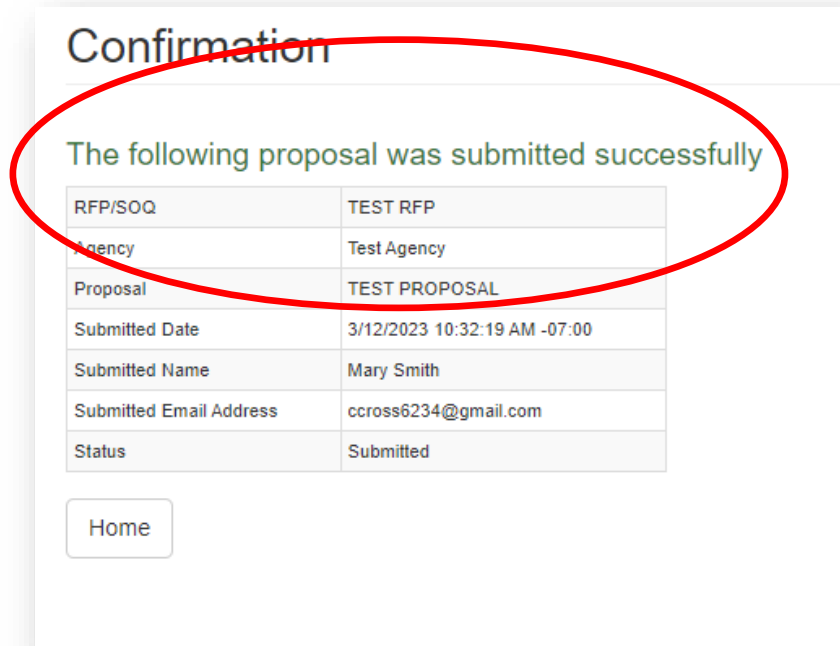 Confirmation
The following proposal was submitted successfully
RFP/SOQ TEST RFP
Agency Test Agency
Proposal TEST PROPOSAL
Submitted Date 3/12/2023 10:32:19 AM -07:00
Submitted Name Mary Smith
Submitted Email Address ccross6234@gmail.com
Status Submitted
Home